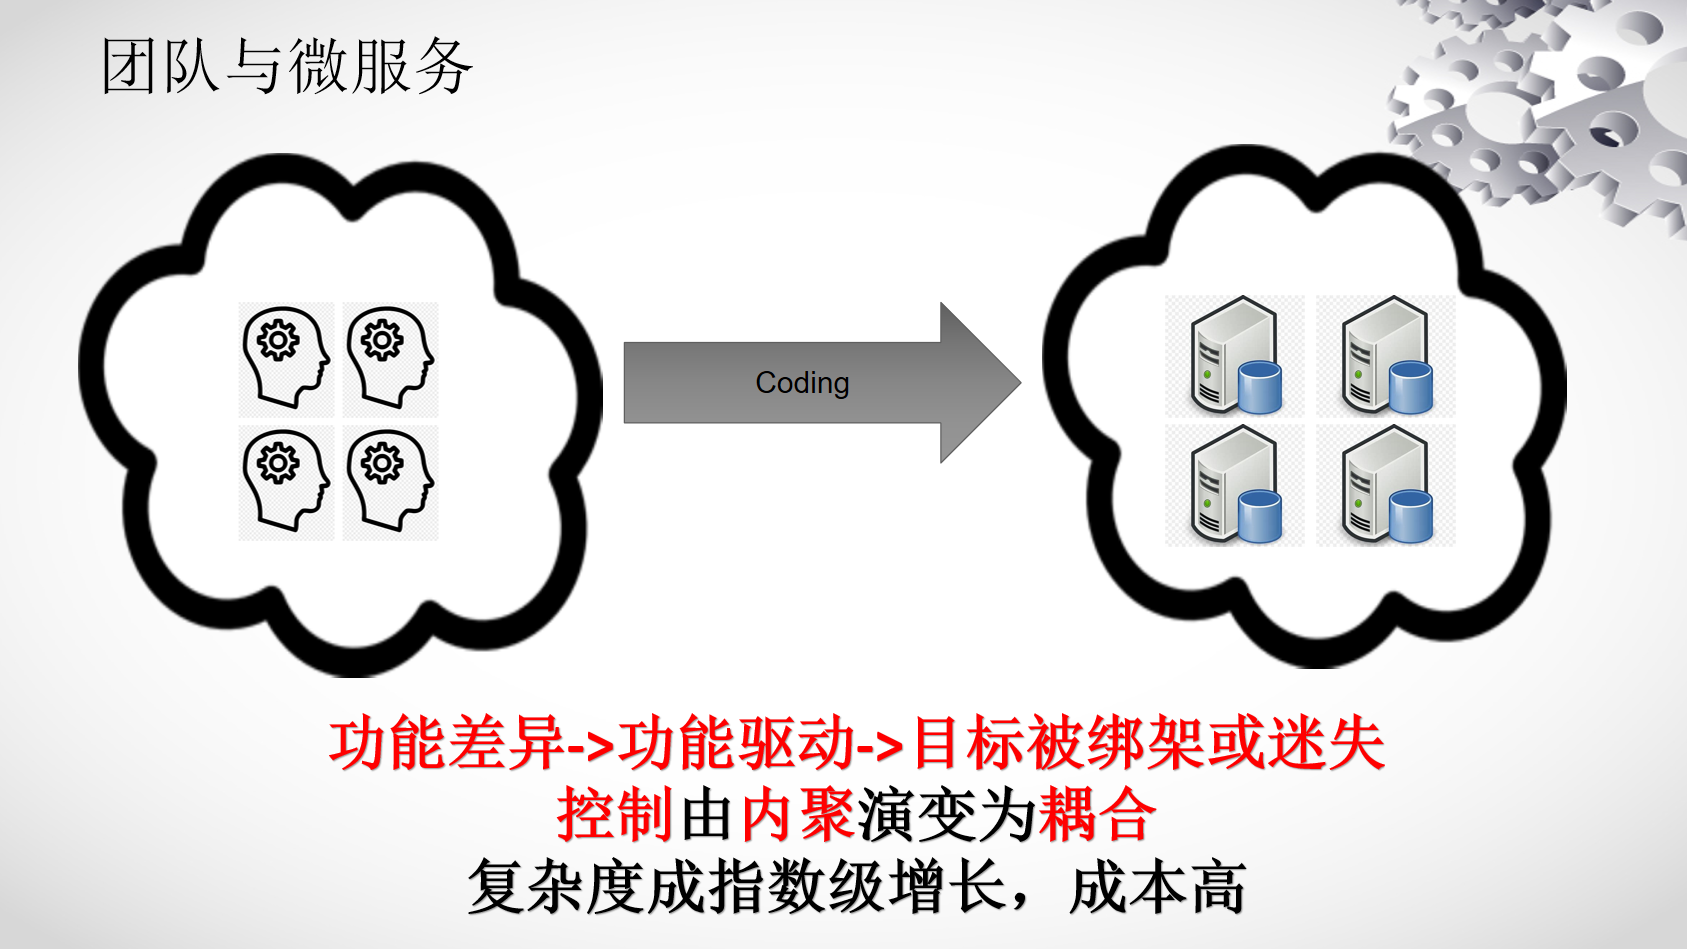 团队与微服务
Coding
功能差异->功能驱动->目标被绑架或迷失
控制由内聚演变为耦合
复杂度成指数级增长，成本高